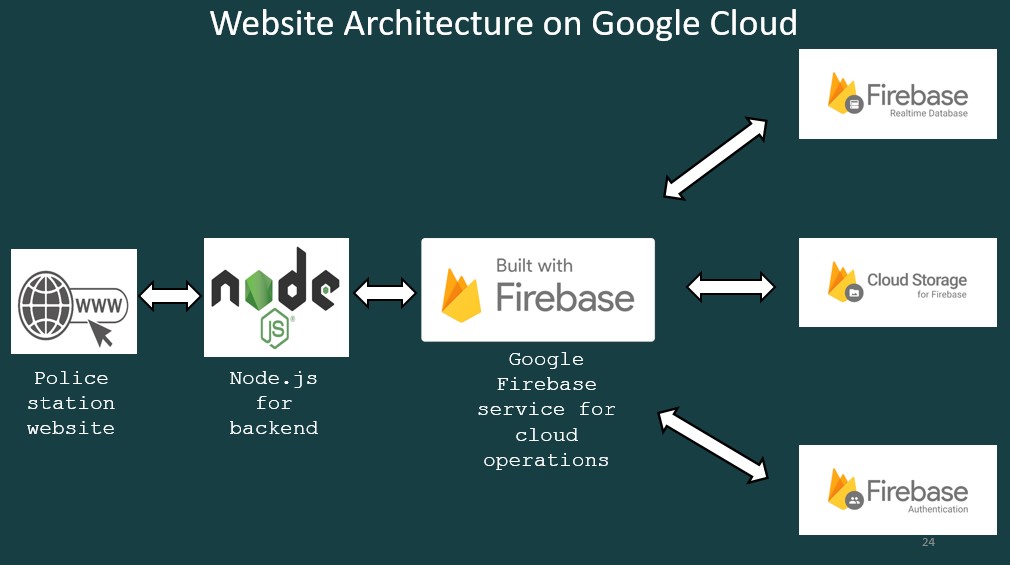 Website Architecture on Google Cloud
Firebase
Realtime Database
www
node
JS
®
Built with
Firebase
Cloud Storage
for Firebase
Police
station
website
Node.js
for
backend
Google
Firebase
service for
cloud
operations
Firebase
Authentication
24